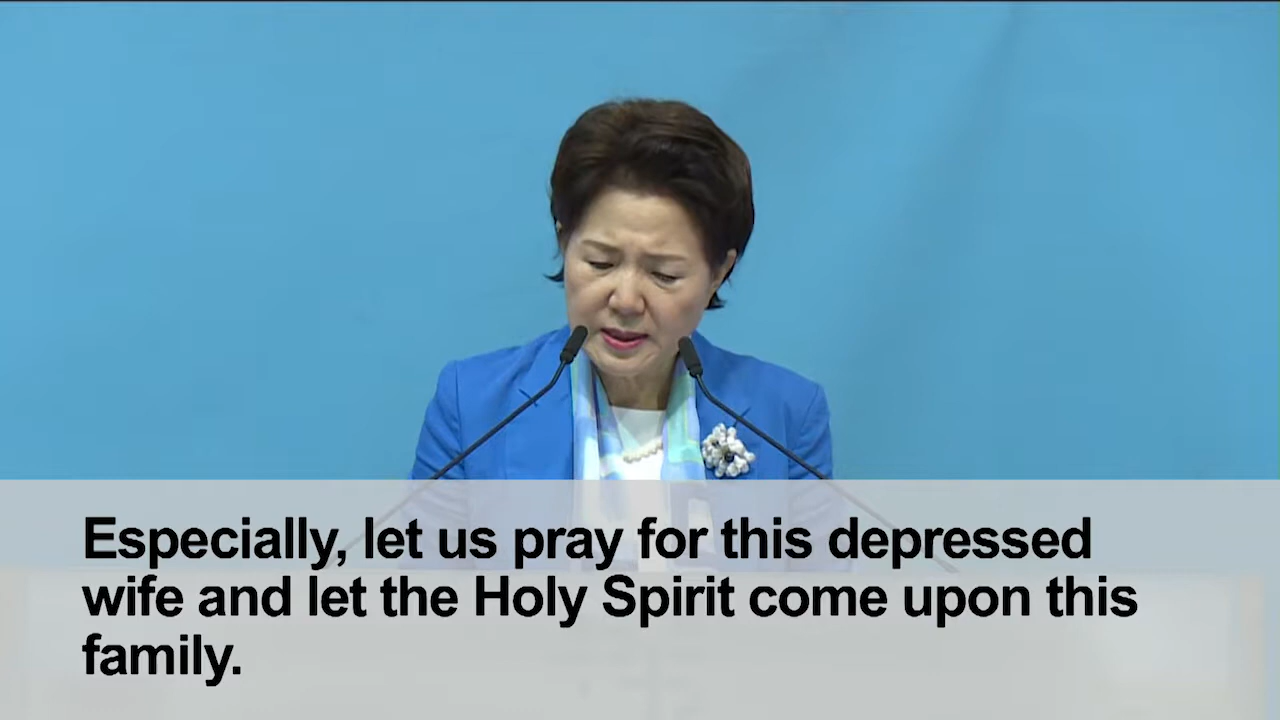 Especially, let us pray for this depressed
wife and let the Holy Spirit come upon this
family.